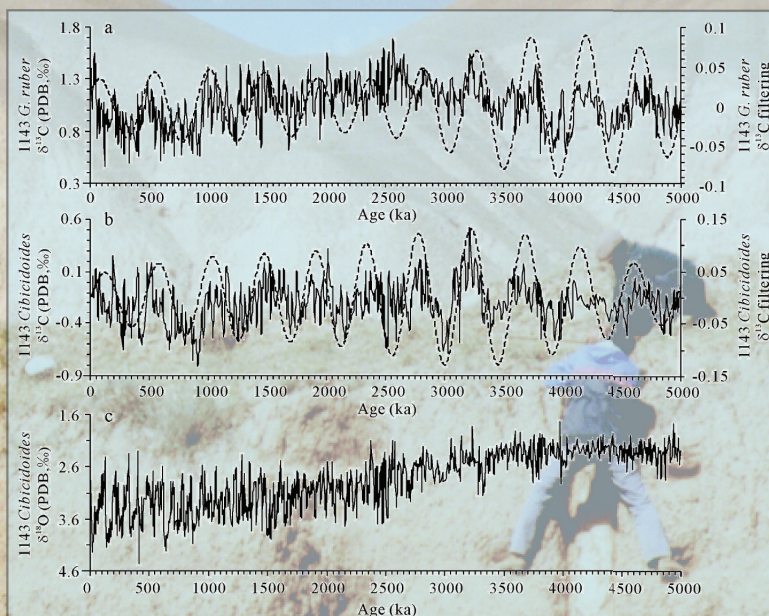 a
1143 G. ruber
δ¹³C (PDB,‰)
1.8
1.3
0.8
0.3
0.1
0.05
0
-0.05
-0.1
1143 G. ruber
δ¹³C filtering
0 500 1000 1500 2000 2500 3000 3500 4000 4500 5000
Age (ka)
b
1143 Cibicidoides
δ¹³C (PDB,‰)
0.6
0.1
-0.4
-0.9
0.15
0.05
-0.05
-0.15
1143 Cibicidoides
δ¹³C filtering
0 500 1000 1500 2000 2500 3000 3500 4000 4500 5000
Age (ka)
c
1143 Cibicidoides
δ¹⁸O (PDB,‰)
1.6
2.6
3.6
4.6
0 500 1000 1500 2000 2500 3000 3500 4000 4500 5000
Age (ka)